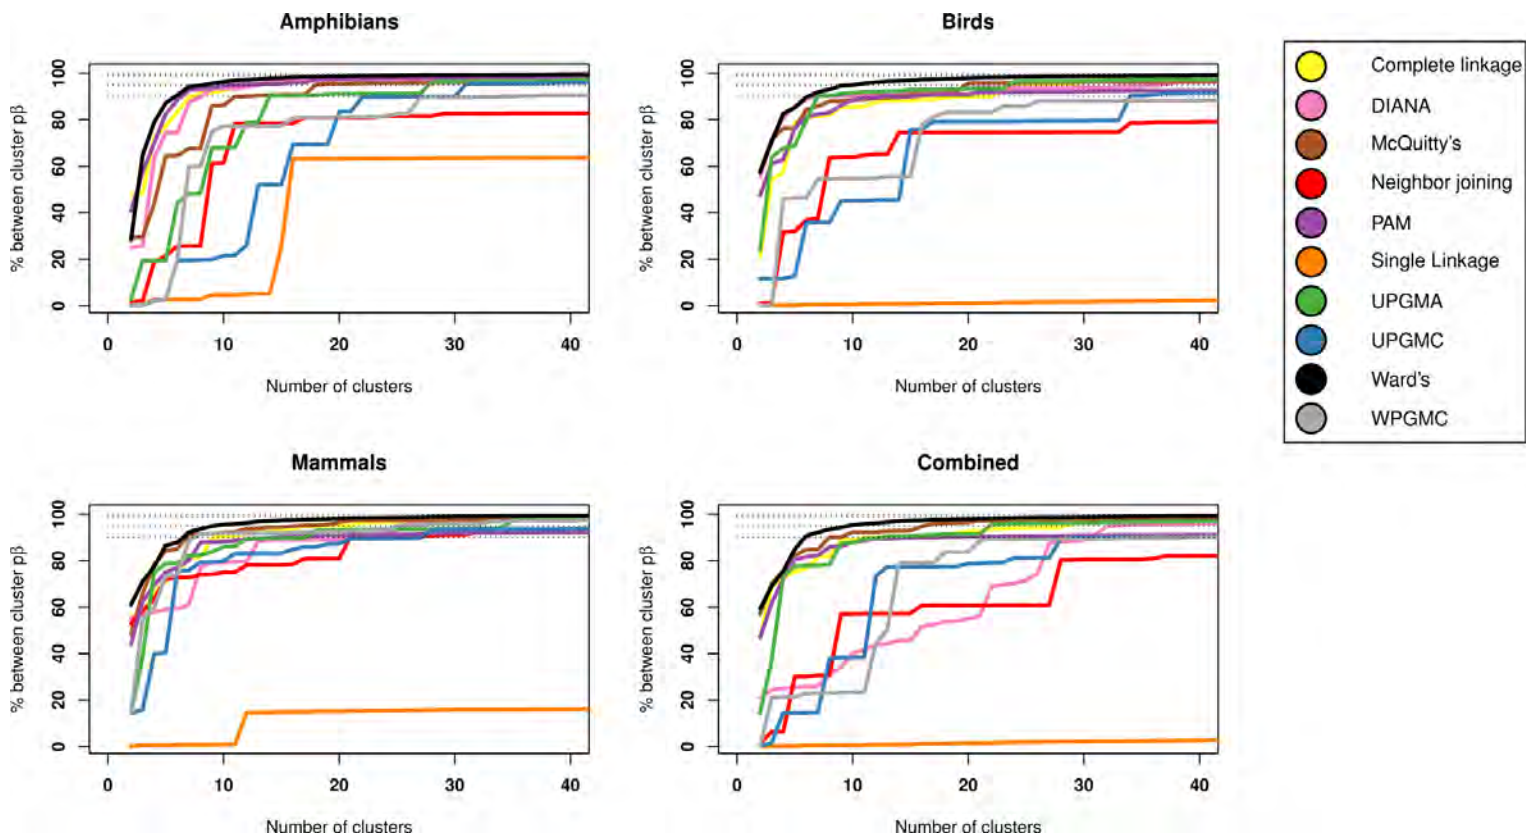 Amphibians
% between cluster pβ
100
80
60
40
20
0
0 10 20 30 40
Number of clusters
Birds
% between cluster pβ
100
80
60
40
20
0
0 10 20 30 40
Number of clusters
Complete linkage
DIANA
McQuitty's
Neighbor joining
PAM
Single Linkage
UPGMA
UPGMC
Ward's
WPGMC
Mammals
% between cluster pβ
100
80
60
40
20
0
0 10 20 30 40
Number of clusters
Combined
% between cluster pβ
100
80
60
40
20
0
0 10 20 30 40
Number of clusters